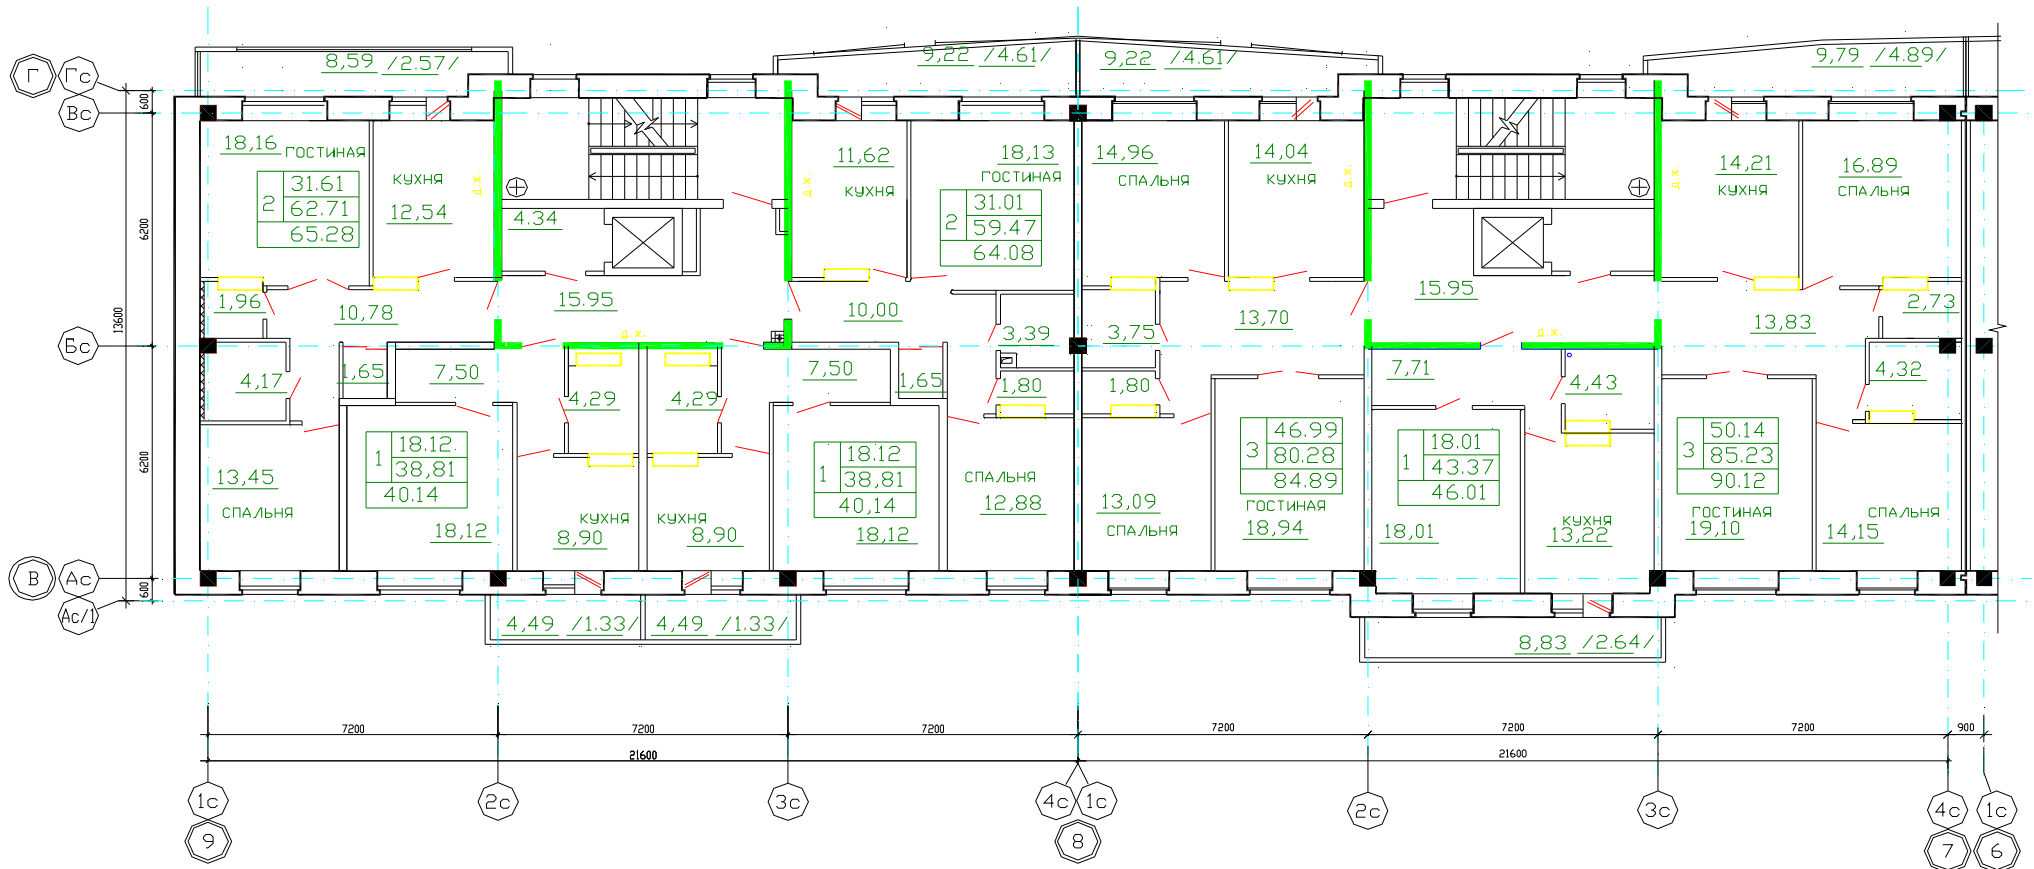 8,59 /2.57/
9,22 /4.61/
9,22 /4.61/
9,79 /4.89/
Г
Гс
Вс
600
18,16 ГОСТИНАЯ
КУХНЯ
д.х.
12,54
2
31.61
62.71
65.28
4.34
11,62
КУХНЯ
д.х.
18,13
ГОСТИНАЯ
2
31.01
59.47
64.08
14,96
СПАЛЬНЯ
14,04
КУХНЯ
д.х.
14,21
КУХНЯ
д.х.
16.89
СПАЛЬНЯ
6200
13600
1,96
10,78
15.95
д.х.
10,00
3,39
3,75
13,70
15.95
д.х.
13,83
2,73
Бс
4,17
1,65
7,50
4,29
4,29
7,50
1,65
1,80
1,80
7,71
4,43
4,32
6200
13,45
СПАЛЬНЯ
1
18.12
38,81
40.14
18,12
КУХНЯ
8,90
КУХНЯ
8,90
1
18.12
38,81
40,14
18,12
СПАЛЬНЯ
12,88
13,09
СПАЛЬНЯ
3
46.99
80.28
84.89
ГОСТИНАЯ
18,94
1
18.01
43.37
46.01
18,01
КУХНЯ
13,22
3
50.14
85.23
90.12
ГОСТИНАЯ
19,10
СПАЛЬНЯ
14,15
В
Ас
Ас/1
600
4,49 /1.33/
4,49 /1.33/
8,83 /2.64/
7200
7200
7200
7200
7200
7200
900
21600
21600
1с
2с
3с
4с
1с
2с
3с
4с
1с
9
8
7
6